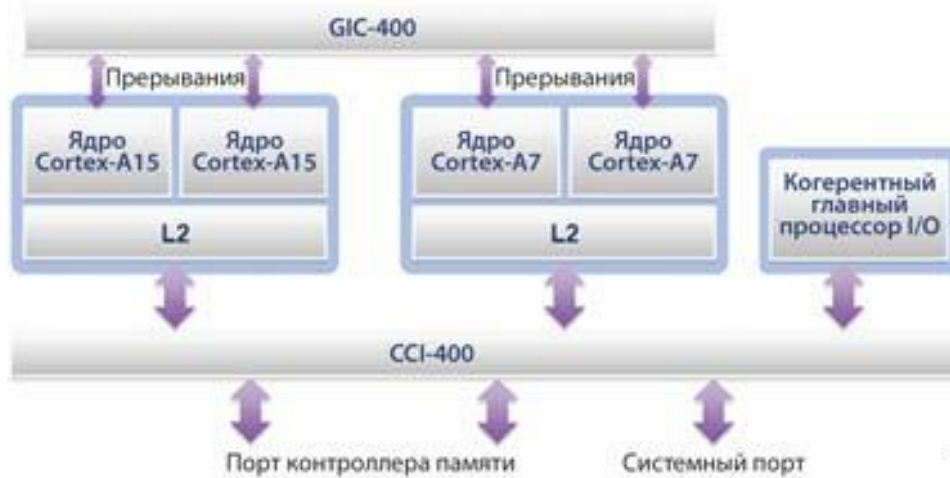 GIC-400
Прерывания
Прерывания
Ядро
Cortex-A15
Ядро
Cortex-A15
Ядро
Cortex-A7
Ядро
Cortex-A7
L2
L2
Когерентный
главный
процессор I/O
CCI-400
Порт контроллера памяти
Системный порт